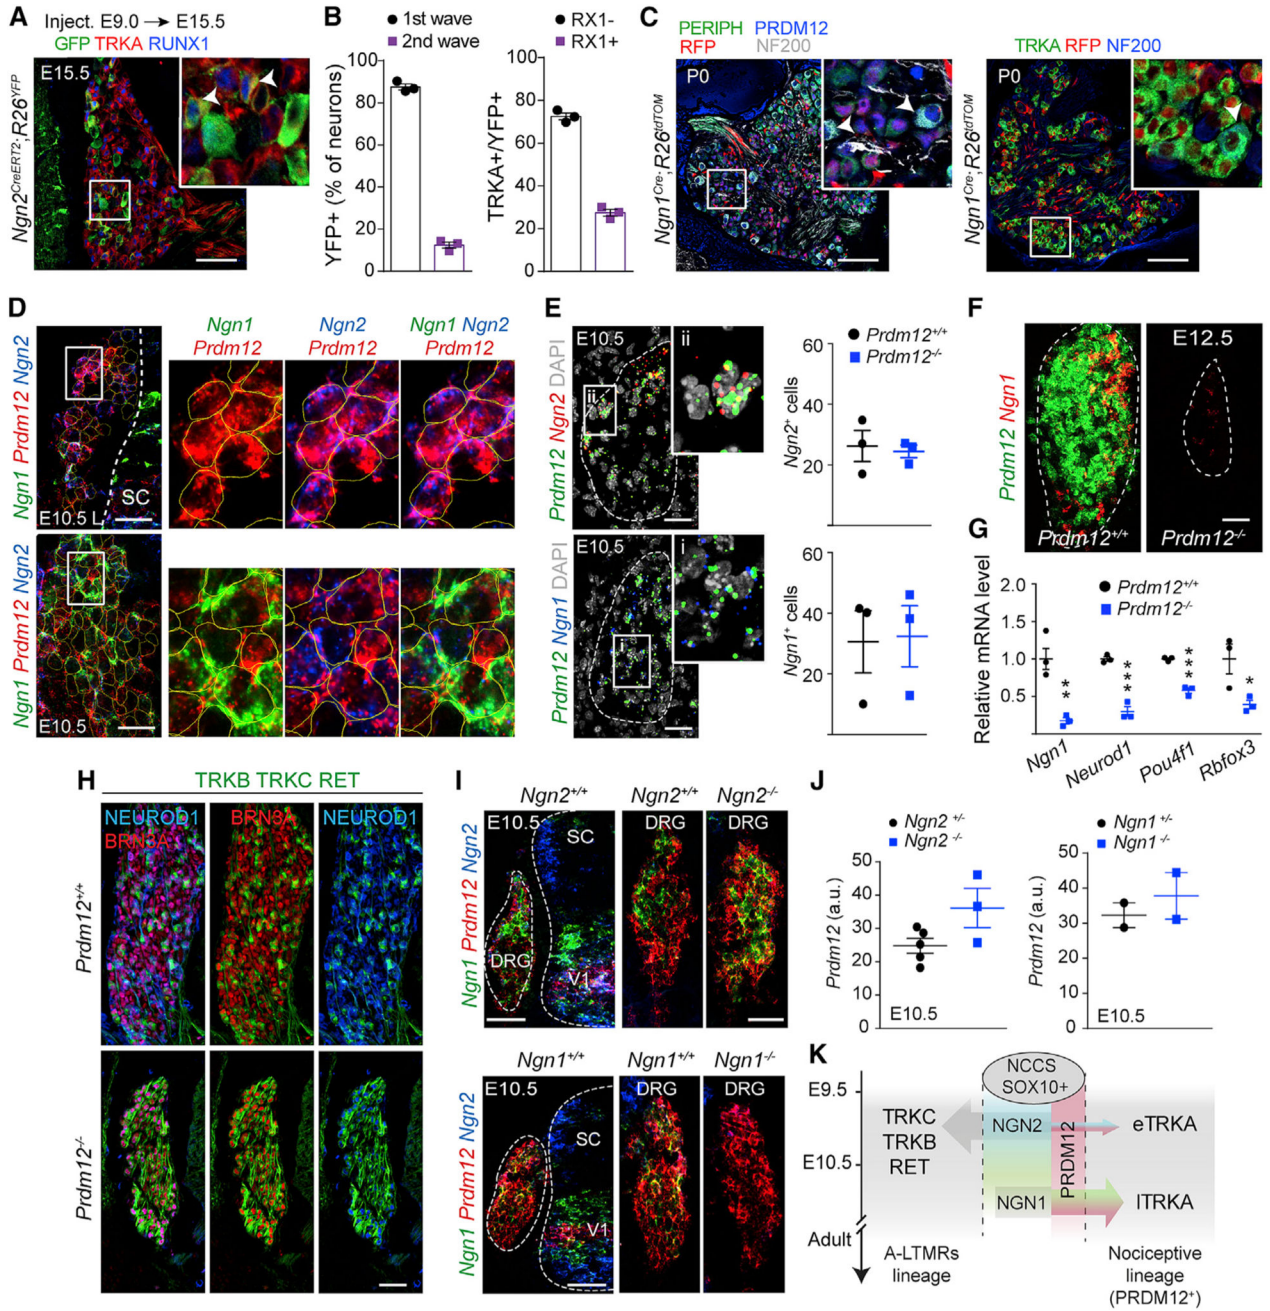 A
Inject. E9.0 → E15.5
GFP TRKA RUNX1
E15.5
Ngn2CreERT2;R26YFP
B
1st wave
2nd wave
YFP+ (% of neurons)
100
80
60
40
20
0
RX1-
RX1+
TRKA+/YFP+
100
80
60
40
20
0
C
PERIPH PRDM12
RFP NF200
P0
Ngn1Cre;R26tdTOM
TRKA RFP NF200
P0
Ngn1Cre;R26tdTOM
D
Ngn1 Prdm12 Ngn2
SC
E10.5 L
Ngn1
Prdm12
Ngn2
Prdm12
Ngn1 Ngn2
Prdm12
Ngn1 Prdm12 Ngn2
E10.5
E
Prdm12 Ngn2 DAPI
E10.5
ii
ii
Prdm12+/+
Prdm12-/-
Ngn2+ cells
60
40
20
Prdm12 Ngn1 DAPI
E10.5
i
i
Ngn1+ cells
60
40
20
F
Prdm12 Ngn1
E12.5
Prdm12+/+
Prdm12-/-
G
Relative mRNA level
Prdm12+/+
Prdm12-/-
2.0
1.5
1.0
0.5
**
***
***
*
Ngn1
Neurod1
Pou4f1
Rbfox3
H
TRKB TRKC RET
NEUROD1
BRN3A
BRN3A
NEUROD1
Prdm12+/+
Prdm12-/-
I
Ngn2+/+
Ngn2+/+
Ngn2-/-
E10.5
SC
DRG
V1
DRG
DRG
Ngn1 Prdm12 Ngn2
Ngn1+/+
Ngn1+/+
Ngn1-/-
E10.5
SC
V1
DRG
DRG
Ngn1 Prdm12 Ngn2
J
Ngn2 +/-
Ngn2 -/-
Prdm12 (a.u.)
50
40
30
20
10
0
E10.5
Ngn1+/-
Ngn1-/-
Prdm12 (a.u.)
50
40
30
20
10
0
E10.5
K
NCCS
SOX10+
E9.5
TRKC
TRKB
RET
NGN2
PRDM12
eTRKA
E10.5
NGN1
lTRKA
Adult
A-LTMRs
lineage
Nociceptive
lineage
(PRDM12+)